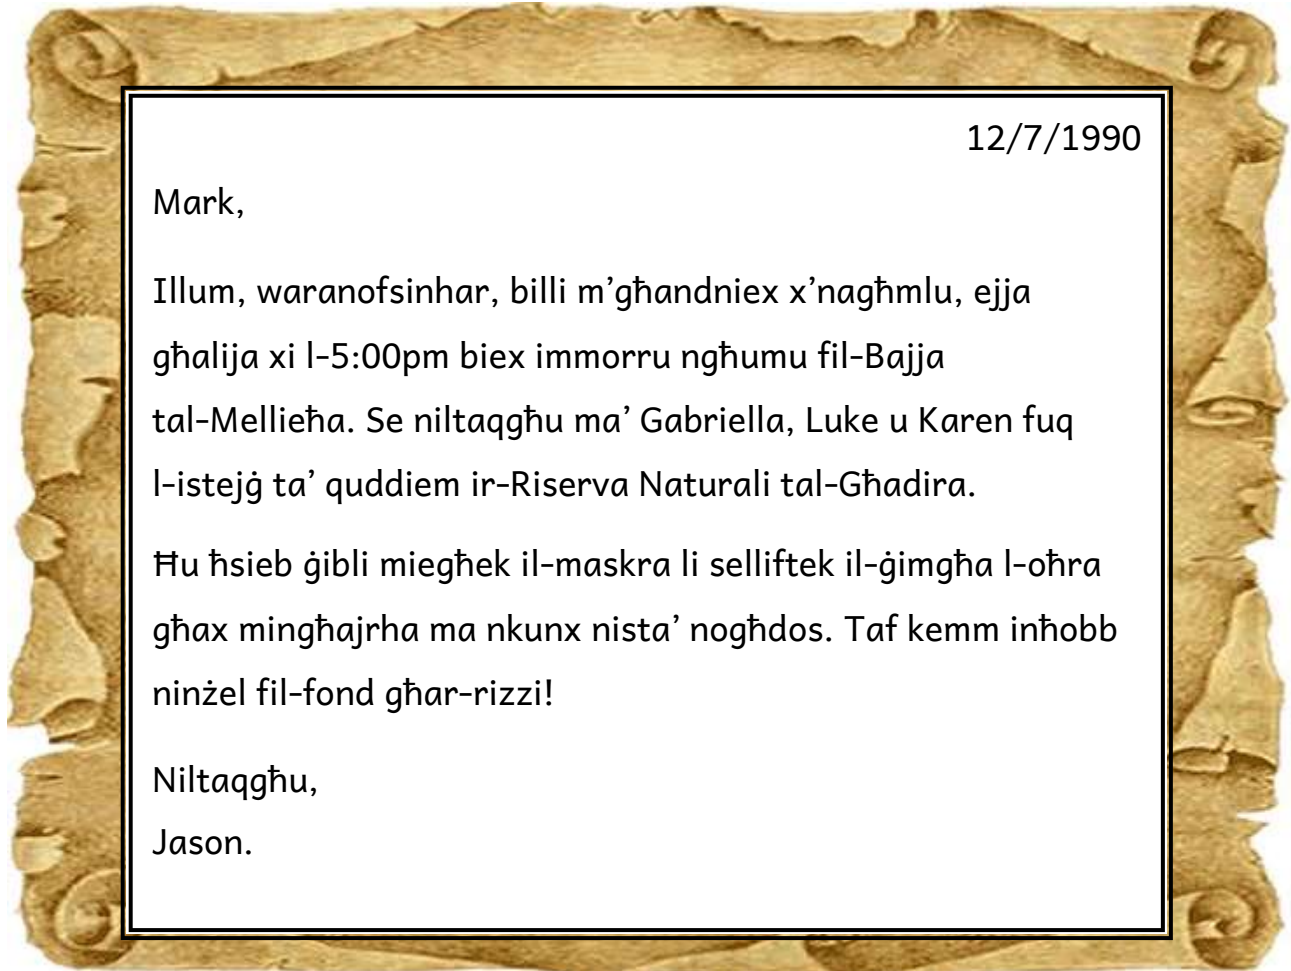 12/7/1990
Mark,
Illum, waranofsinhar, billi m’għandniex x’nagħmlu, ejja
għalija xi l-5:00pm biex immorru ngħumu fil-Bajja
tal-Mellieħa. Se niltaqgħu ma’ Gabriella, Luke u Karen fuq
l-istejġ ta’ quddiem ir-Riserva Naturali tal-Għadira.
Ħu ħsieb ġibli miegħek il-maskra li selliftek il-ġimgħa l-oħra
għax mingħajrha ma nkunx nista’ nogħdos. Taf kemm inħobb
ninżel fil-fond għar-rizzi!
Niltaqgħu,
Jason.